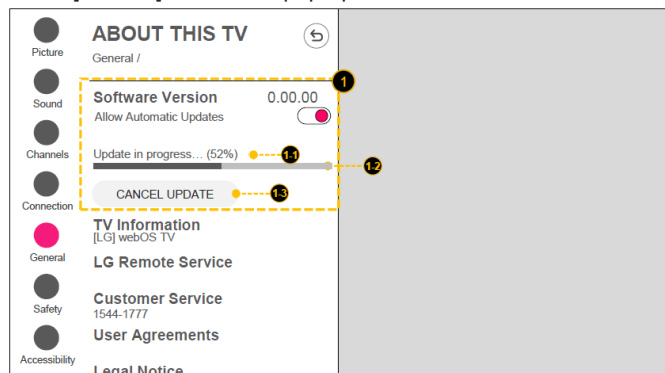 Picture
Sound
Channels
Connection
General
Safety
Accessibility
ABOUT THIS TV
General /
1
Software Version 0.00.00
Allow Automatic Updates
Update in progress... (52%) 1-1
1-2
CANCEL UPDATE 1-3
TV Information
[LG] webOS TV
LG Remote Service
Customer Service
1544-1777
User Agreements
Legal Notice